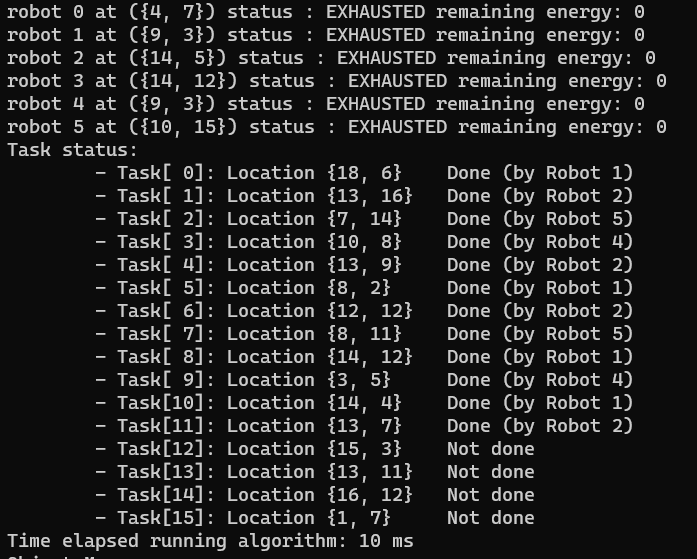 robot 0 at ({4, 7}) status : EXHAUSTED remaining energy: 0
robot 1 at ({9, 3}) status : EXHAUSTED remaining energy: 0
robot 2 at ({14, 5}) status : EXHAUSTED remaining energy: 0
robot 3 at ({14, 12}) status : EXHAUSTED remaining energy: 0
robot 4 at ({9, 3}) status : EXHAUSTED remaining energy: 0
robot 5 at ({10, 15}) status : EXHAUSTED remaining energy: 0
Task status:
- Task[ 0]: Location {18, 6} Done (by Robot 1)
- Task[ 1]: Location {13, 16} Done (by Robot 2)
- Task[ 2]: Location {7, 14} Done (by Robot 5)
- Task[ 3]: Location {10, 8} Done (by Robot 4)
- Task[ 4]: Location {13, 9} Done (by Robot 2)
- Task[ 5]: Location {8, 2} Done (by Robot 1)
- Task[ 6]: Location {12, 12} Done (by Robot 2)
- Task[ 7]: Location {8, 11} Done (by Robot 5)
- Task[ 8]: Location {14, 12} Done (by Robot 1)
- Task[ 9]: Location {3, 5} Done (by Robot 4)
- Task[10]: Location {14, 4} Done (by Robot 1)
- Task[11]: Location {13, 7} Done (by Robot 2)
- Task[12]: Location {15, 3} Not done
- Task[13]: Location {13, 11} Not done
- Task[14]: Location {16, 12} Not done
- Task[15]: Location {1, 7} Not done
Time elapsed running algorithm: 10 ms